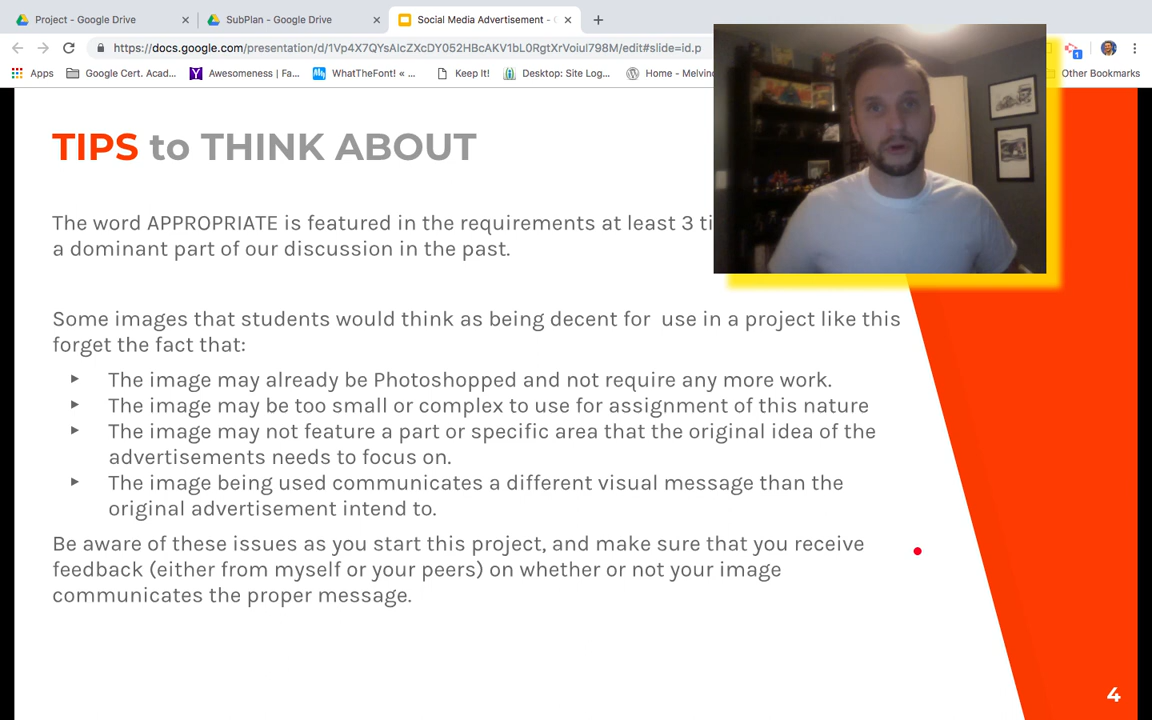 Project - Google Drive
SubPlan - Google Drive
Social Media Advertisement -
https://docs.google.com/presentation/d/1Vp4X7QYsAlcZXcDY052HBcAKV1bL0RgtXrVoiul798M/edit#slide=id.p
1
Apps
Google Cert. Acad...
Awesomeness | Fa...
WhatTheFont! « ...
Keep It!
Desktop: Site Log...
Home - Melvind
Other Bookmarks
TIPS to THINK ABOUT
The word APPROPRIATE is featured in the requirements at least 3
a dominant part of our discussion in the past.
Some images that students would think as being decent for use in a project like this
forget the fact that:
The image may already be Photoshopped and not require any more work.
The image may be too small or complex to use for assignment of this nature
The image may not feature a part or specific area that the original idea of the
advertisements needs to focus on.
The image being used communicates a different visual message than the
original advertisement intend to.
Be aware of these issues as you start this project, and make sure that you receive
feedback (either from myself or your peers) on whether or not your image
communicates the proper message.
4